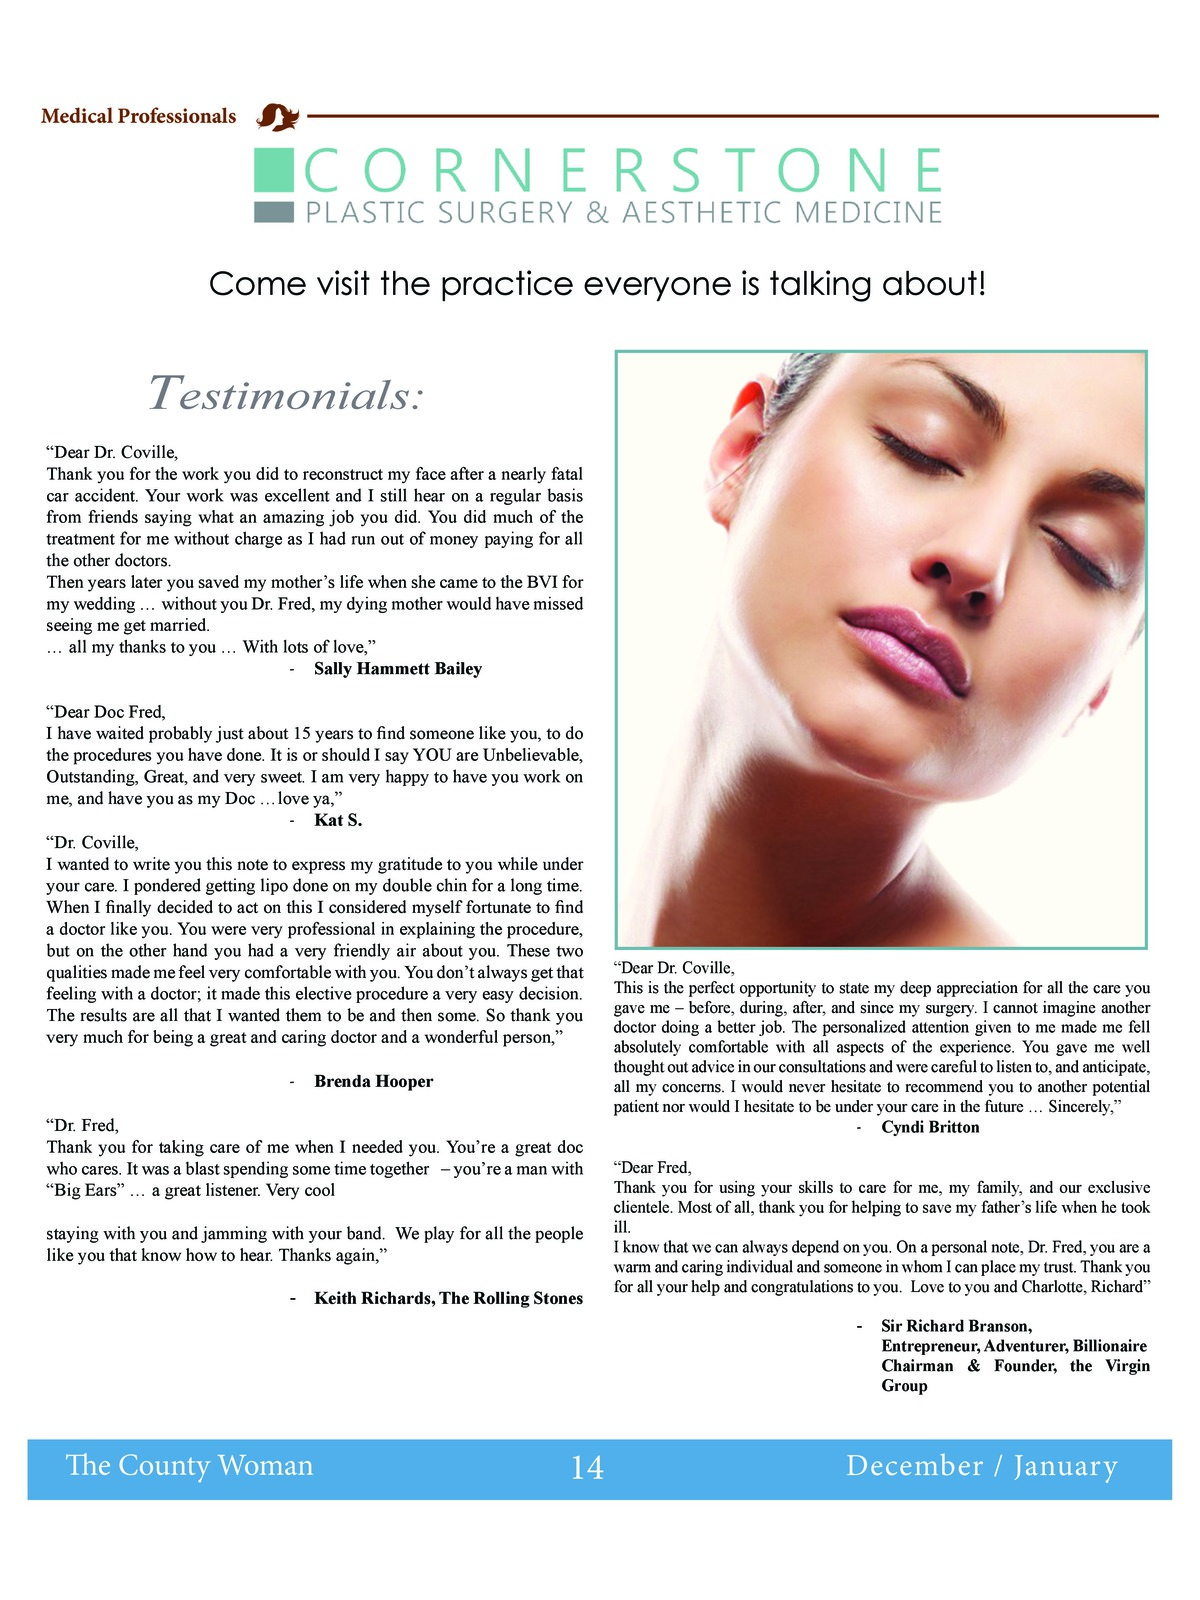 Medical Professionals
CORNERSTONE
PLASTIC SURGERY & AESTHETIC MEDICINE
Come visit the practice everyone is talking about!
Testimonials:
“Dear Dr. Coville,
Thank you for the work you did to reconstruct my face after a nearly fatal
car accident. Your work was excellent and I still hear on a regular basis
from friends saying what an amazing job you did. You did much of the
treatment for me without charge as I had run out of money paying for all
the other doctors.
Then years later you saved my mother’s life when she came to the BVI for
my wedding … without you Dr. Fred, my dying mother would have missed
seeing me get married.
… all my thanks to you … With lots of love,”
- Sally Hammett Bailey
“Dear Doc Fred,
I have waited probably just about 15 years to find someone like you, to do
the procedures you have done. It is or should I say YOU are Unbelievable,
Outstanding, Great, and very sweet. I am very happy to have you work on
me, and have you as my Doc …love ya,”
- Kat S.
“Dr. Coville,
I wanted to write you this note to express my gratitude to you while under
your care. I pondered getting lipo done on my double chin for a long time.
When I finally decided to act on this I considered myself fortunate to find
a doctor like you. You were very professional in explaining the procedure,
but on the other hand you had a very friendly air about you. These two
qualities made me feel very comfortable with you. You don’t always get that
feeling with a doctor; it made this elective procedure a very easy decision.
The results are all that I wanted them to be and then some. So thank you
very much for being a great and caring doctor and a wonderful person,”
- Brenda Hooper
“Dr. Fred,
Thank you for taking care of me when I needed you. You’re a great doc
who cares. It was a blast spending some time together – you’re a man with
“Big Ears” … a great listener. Very cool
staying with you and jamming with your band. We play for all the people
like you that know how to hear. Thanks again,”
- Keith Richards, The Rolling Stones
“Dear Dr. Coville,
This is the perfect opportunity to state my deep appreciation for all the care you
gave me – before, during, after, and since my surgery. I cannot imagine another
doctor doing a better job. The personalized attention given to me made me fell
absolutely comfortable with all aspects of the experience. You gave me well
thought out advice in our consultations and were careful to listen to, and anticipate,
all my concerns. I would never hesitate to recommend you to another potential
patient nor would I hesitate to be under your care in the future … Sincerely,”
- Cyndi Britton
“Dear Fred,
Thank you for using your skills to care for me, my family, and our exclusive
clientele. Most of all, thank you for helping to save my father’s life when he took
ill.
I know that we can always depend on you. On a personal note, Dr. Fred, you are a
warm and caring individual and someone in whom I can place my trust. Thank you
for all your help and congratulations to you. Love to you and Charlotte, Richard”
- Sir Richard Branson,
Entrepreneur, Adventurer, Billionaire
Chairman & Founder, the Virgin
Group
The County Woman
14
December / January